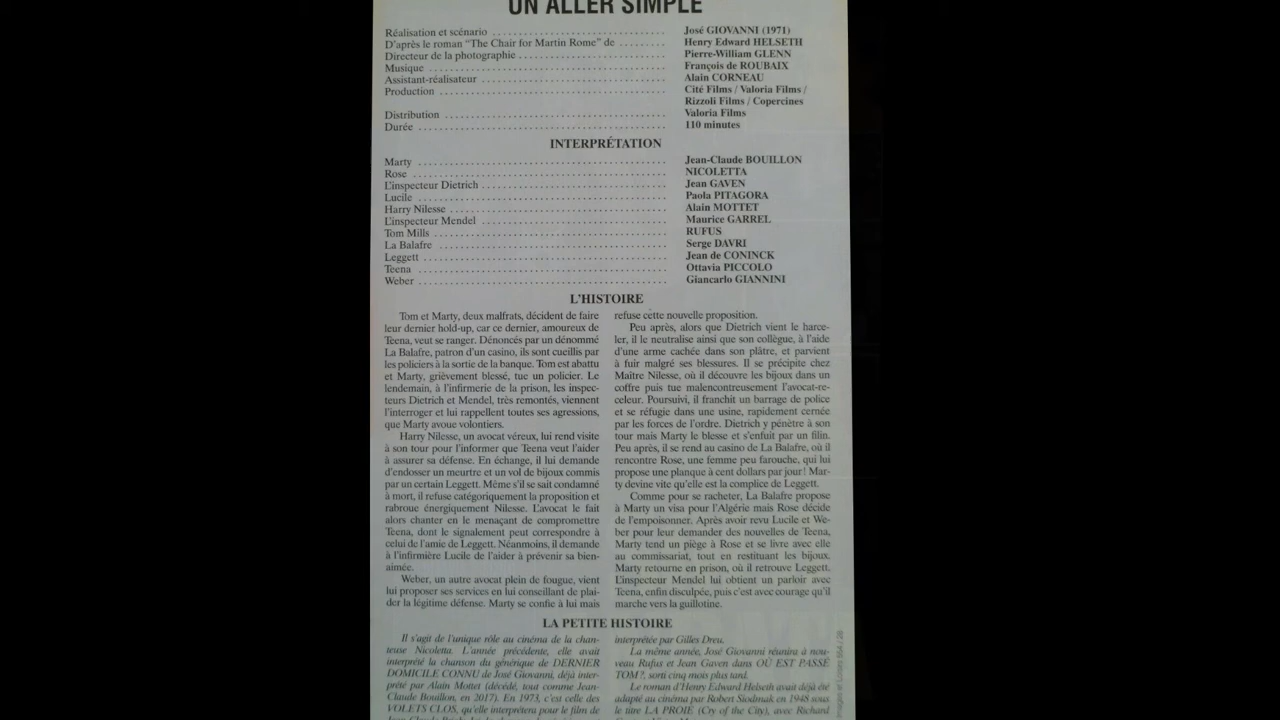 UN ALLER SIMPLE
Réalisation et scénario ........ José GIOVANNI (1971)
D'après le roman "The Chair for Martin Rome" de ........ Henry Edward HELSETH
Directeur de la photographie ........ Pierre-William GLENN
Musique ........ François de ROUBAIX
Assistant-réalisateur ........ Alain CORNEAU
Production ........ Cité Films / Valoria Films /
Rizzoli Films / Copercines
Distribution ........ Valoria Films
Durée ........ 110 minutes
INTERPRÉTATION
Marty ........ Jean-Claude BOUILLON
Rose ........ NICOLETTA
L'inspecteur Dietrich ........ Jean GAVEN
Lucile ........ Paola PITAGORA
Harry Nilesse ........ Alain MOTTET
L'inspecteur Mendel ........ Maurice GARREL
Tom Mills ........ RUFUS
La Balafre ........ Serge DAVRI
Leggett ........ Jean de CONINCK
Teena ........ Ottavia PICCOLO
Weber ........ Giancarlo GIANNINI
L'HISTOIRE
Tom et Marty, deux malfrats, décident de faire
leur dernier hold-up, car ce dernier, amoureux de
Teena, veut se ranger. Dénoncés par un dénommé
La Balafre, patron d'un casino, ils sont cueillis par
les policiers à la sortie de la banque. Tom est abattu
et Marty, grièvement blessé, tue un policier. Le
lendemain, à l'infirmerie de la prison, les inspec-
teurs Dietrich et Mendel, très remontés, viennent
l'interroger et lui rappellent toutes ses agressions,
que Marty avoue volontiers.
Harry Nilesse, un avocat véreux, lui rend visite
à son tour pour l'informer que Teena veut l'aider
à assurer sa défense. En échange, il lui demande
d'endosser un meurtre et un vol de bijoux commis
par un certain Leggett. Même s'il se sait condamné
à mort, il refuse catégoriquement la proposition et
rabroue énergiquement Nilesse. L'avocat le fait
alors chanter en le menaçant de compromettre
Teena, dont le signalement peut correspondre à
celui de l'amie de Leggett. Néanmoins, il demande
à l'infirmière Lucile de l'aider à prévenir sa bien-
aimée.
Weber, un autre avocat plein de fougue, vient
lui proposer ses services en lui conseillant de plai-
der la légitime défense. Marty se confie à lui mais
refuse cette nouvelle proposition.
Peu après, alors que Dietrich vient le harce-
ler, il le neutralise ainsi que son collègue, à l'aide
d'une arme cachée dans son plâtre, et parvient
à fuir malgré ses blessures. Il se précipite chez
Maître Nilesse, où il découvre les bijoux dans un
coffre puis tue malencontreusement l'avocat-re-
celeur. Poursuivi, il franchit un barrage de police
et se réfugie dans une usine, rapidement cernée
par les forces de l'ordre. Dietrich y pénètre à son
tour mais Marty le blesse et s'enfuit par un filin.
Peu après, il se rend au casino de La Balafre, où il
rencontre Rose, une femme peu farouche, qui lui
propose une planque à cent dollars par jour ! Mar-
ty devine vite qu'elle est la complice de Leggett.
Comme pour se racheter, La Balafre propose
à Marty un visa pour l'Algérie mais Rose décide
de l'empoisonner. Après avoir revu Lucile et We-
ber pour leur demander des nouvelles de Teena,
Marty tend un piège à Rose et se livre avec elle
au commissariat, tout en restituant les bijoux.
Marty retourne en prison, où il retrouve Leggett.
L'inspecteur Mendel lui obtient un parloir avec
Teena, enfin disculpée, puis c'est avec courage qu'il
marche vers la guillotine.
LA PETITE HISTOIRE
Il s'agit de l'unique rôle au cinéma de la chan-
teuse Nicoletta. L'année précédente, elle avait
interprété la chanson du générique de DERNIER
DOMICILE CONNU de José Giovanni, déjà inter-
prété par Alain Mottet (décédé, tout comme Jean-
Claude Bouillon, en 2017). En 1973, c'est celle des
VOLETS CLOS, qu'elle interprétera pour le film de
interprétée par Gilles Dreu.
La même année, José Giovanni réunira à nou-
veau Rufus et Jean Gaven dans OÙ EST PASSÉ
TOM ?, sorti cinq mois plus tard.
Le roman d'Henry Edward Helseth avait déjà été
adapté au cinéma par Robert Siodmak en 1948 sous
le titre LA PROIE (Cry of the City), avec Richard